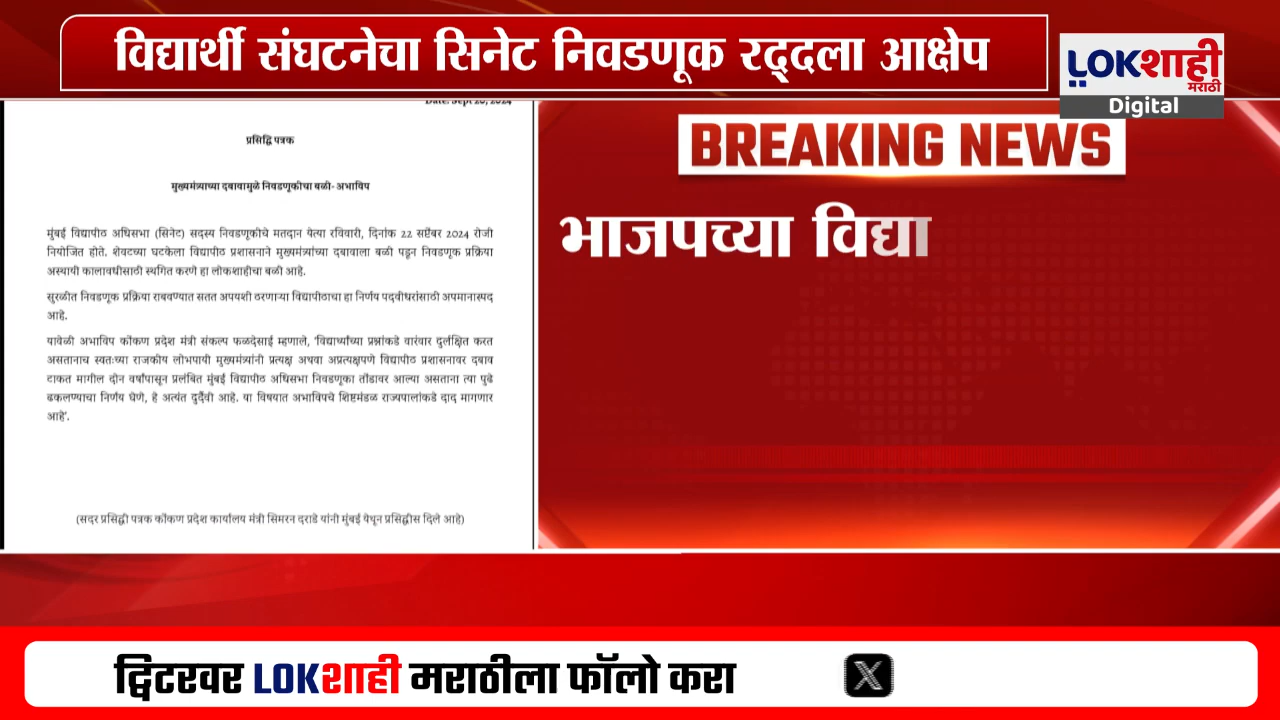 विद्यार्थी संघटनेचा सिनेट निवडणूक रद्दला आक्षेप
LOKशाही
मराठी
Digital
Date: Sept 20, 2024
BREAKING NEWS
भाजपच्या विद्या
प्रसिद्धि पत्रक
मुख्यमंत्र्याच्या दबावामुळे निवडणूकीचा बळी- अभाविप
मुंबई विद्यापीठ अधिसभा (सिनेट) सदस्य निवडणूकीचे मतदान येत्या रविवारी, दिनांक २२ सप्टेंबर २०२४ रोजी
नियोजित होते. शेवटच्या घटकेला विद्यापीठ प्रशासनाने मुख्यमंत्र्यांच्या दबावाला बळी पडून निवडणूक प्रक्रिया
अस्थायी कालावधीसाठी स्थगित करणे हा लोकशाहीचा बळी आहे.
सुरळीत निवडणूक प्रक्रिया राबवण्यात सतत अपयशी ठरणाऱ्या विद्यापीठाचा हा निर्णय पदवीधरांसाठी अपमानास्पद
आहे.
यावेळी अभाविप कोंकण प्रदेश मंत्री संकल्प फळदेसाई म्हणाले, 'विद्यार्थ्यांच्या प्रश्नांकडे वारंवार दुर्लक्षित करत
असतानाच स्वतःच्या राजकीय लोभपायी मुख्यमंत्र्यांनी प्रत्यक्ष अथवा अप्रत्यक्षपणे विद्यापीठ प्रशासनावर दबाव
टाकत मागील दोन वर्षांपासून प्रलंबित मुंबई विद्यापीठ अधिसभा निवडणूका तोंडावर आल्या असताना त्या पुढे
ढकलण्याचा निर्णय घेणे, हे अत्यंत दुर्दैवी आहे. या विषयात अभाविपचे शिष्टमंडळ राज्यपालांकडे दाद मागणार
आहे'.
(सदर प्रसिद्धी पत्रक कोंकण प्रदेश कार्यालय मंत्री सिमरन दराडे यांनी मुंबई येथून प्रसिद्धीस दिले आहे)
ट्विटरवर LOKशाही मराठीला फॉलो करा